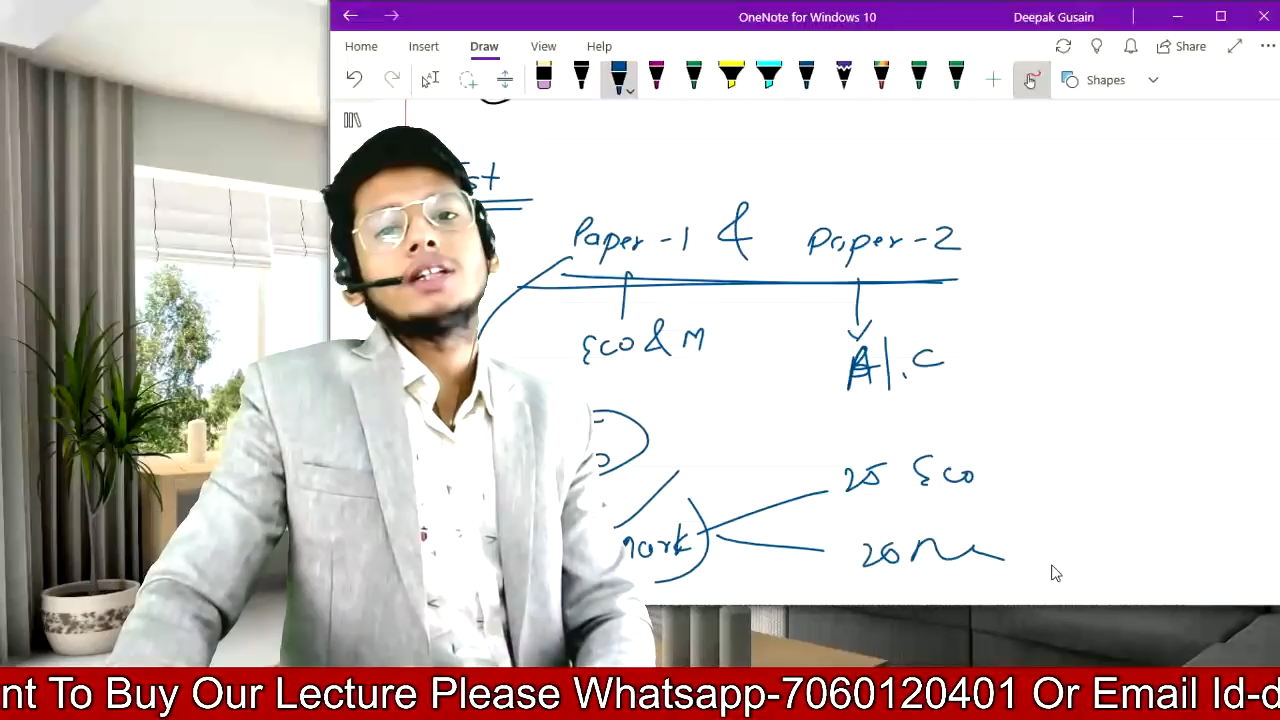 OneNote for Windows 10
Deepak Gusain
Home Insert Draw View Help
Share
Shapes
Paper-1 & Paper-2
Eco & M
25 Eco
nt To Buy Our Lecture Please Whatsapp-7060120401 Or Email Id-d